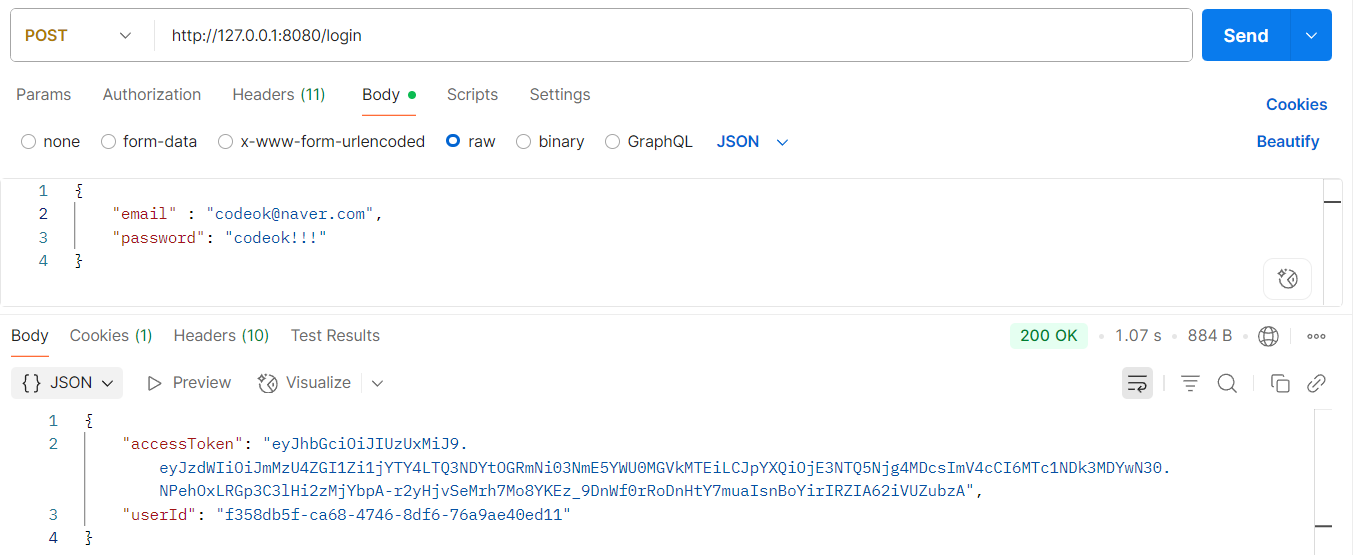 POST http://127.0.0.1:8080/login Send
Params Authorization Headers (11) Body Scripts Settings Cookies
none form-data x-www-form-urlencoded raw binary GraphQL JSON Beautify
1 {
2 "email" : "codeok@naver.com",
3 "password": "codeok!!!"
4 }
Body Cookies (1) Headers (10) Test Results 200 OK 1.07 s 884 B
{} JSON Preview Visualize
1 {
2 "accessToken": "eyJhbGciOiJIUzUxMiJ9.
eyJzdWIiOiJmMzU4ZGI1Zi1jYTY4LTQ3NDYtOGRmNi03NmE5YWU0MGVkMTEiLCJpYXQiOjE3NTQ5Njg4MDcsImV4cCI6MTc1NDk3MDYwN30.
NPehOxLRGp3C3lHi2zMjYbpA-r2yHjvSeMrh7Mo8YKEz_9DnWf0rRoDnHtY7muaIsnBoYirIRZIA62iVUZubzA",
3 "userId": "f358db5f-ca68-4746-8df6-76a9ae40ed11"
4 }